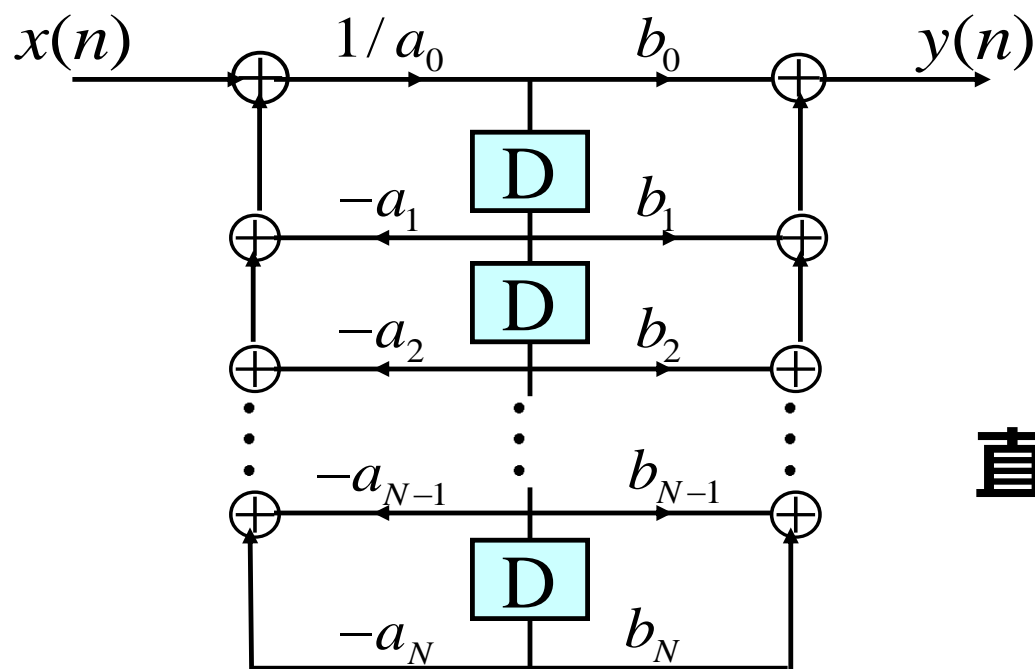 x(n) 1/a₀ b₀ y(n)
D
−a₁ b₁
D
−a₂ b₂
直
−a_{N−1} b_{N−1}
D
−a_N b_N